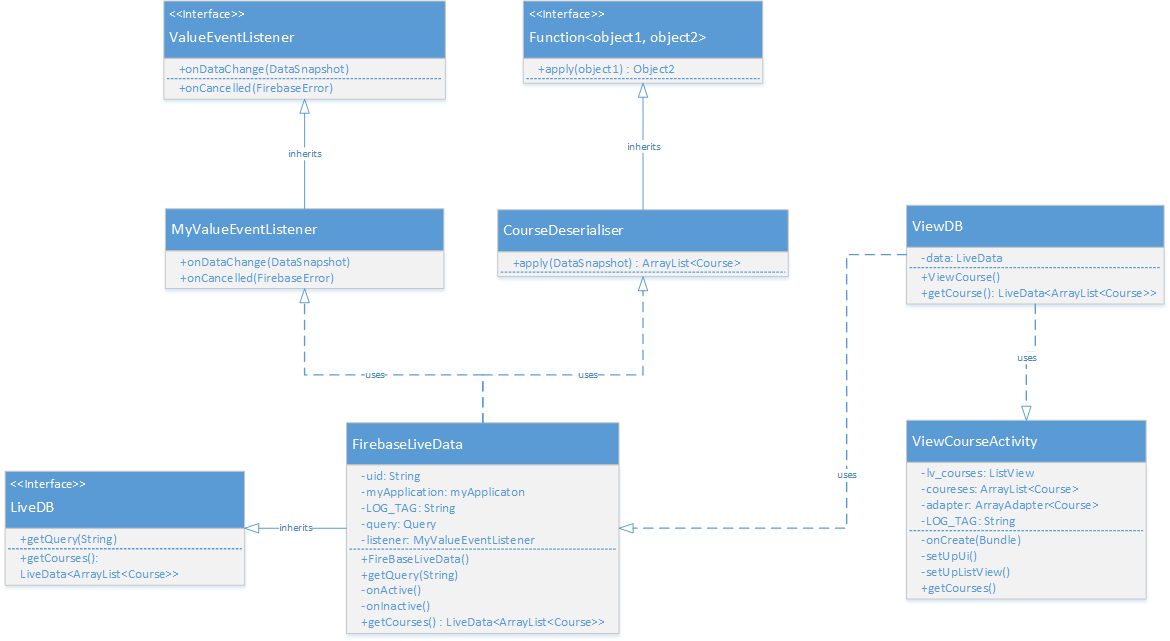 <<Interface>>
ValueEventListener
+onDataChange(DataSnapshot)
+onCancelled(FirebaseError)
<<Interface>>
Function<object1, object2>
+apply(object1) : Object2
inherits
inherits
MyValueEventListener
+onDataChange(DataSnapshot)
+onCancelled(FirebaseError)
CourseDeserialiser
+apply(DataSnapshot) : ArrayList<Course>
ViewDB
-data: LiveData
+ViewCourse()
+getCourse(): LiveData<ArrayList<Course>>
uses
uses
uses
uses
<<Interface>>
LiveDB
+getQuery(String)
+getCourses():
LiveData<ArrayList<Course>>
inherits
FirebaseLiveData
-uid: String
-myApplication: myApplicaton
-LOG_TAG: String
-query: Query
-listener: MyValueEventListener
+FireBaseLiveData()
+getQuery(String)
-onActive()
-onInactive()
+getCourses() : LiveData<ArrayList<Course>>
ViewCourseActivity
-lv_courses: ListView
-coureses: ArrayList<Course>
-adapter: ArrayAdapter<Course>
-LOG_TAG: String
-onCreate(Bundle)
-setUpUi()
-setUpListView()
+getCourses()